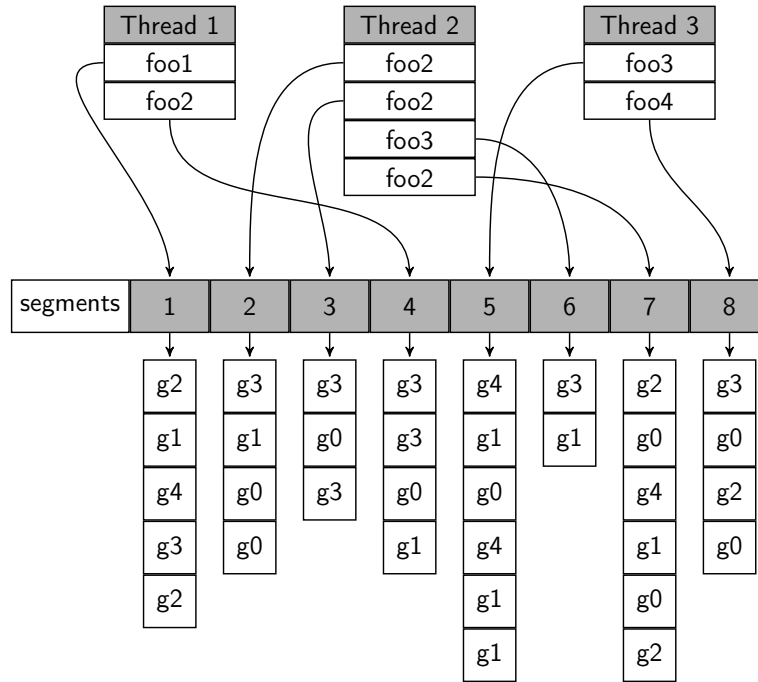 Thread 1 Thread 2 Thread 3
foo1 foo2 foo3
foo2 foo2 foo4
foo3
foo2
segments 1 2 3 4 5 6 7 8
g2 g3 g3 g3 g4 g3 g2 g3
g1 g1 g0 g3 g1 g1 g0 g0
g4 g0 g3 g0 g0 g4 g2
g3 g0 g1 g4 g1 g0
g2 g1 g0
g1 g2